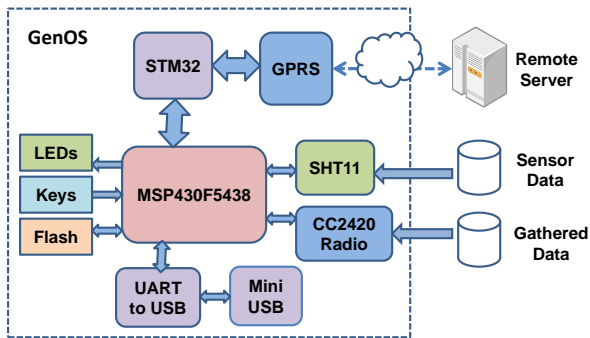 GenOS
STM32
GPRS
Remote
Server
LEDs
Keys
Flash
MSP430F5438
SHT11
Sensor
Data
CC2420
Radio
Gathered
Data
UART
to USB
Mini
USB